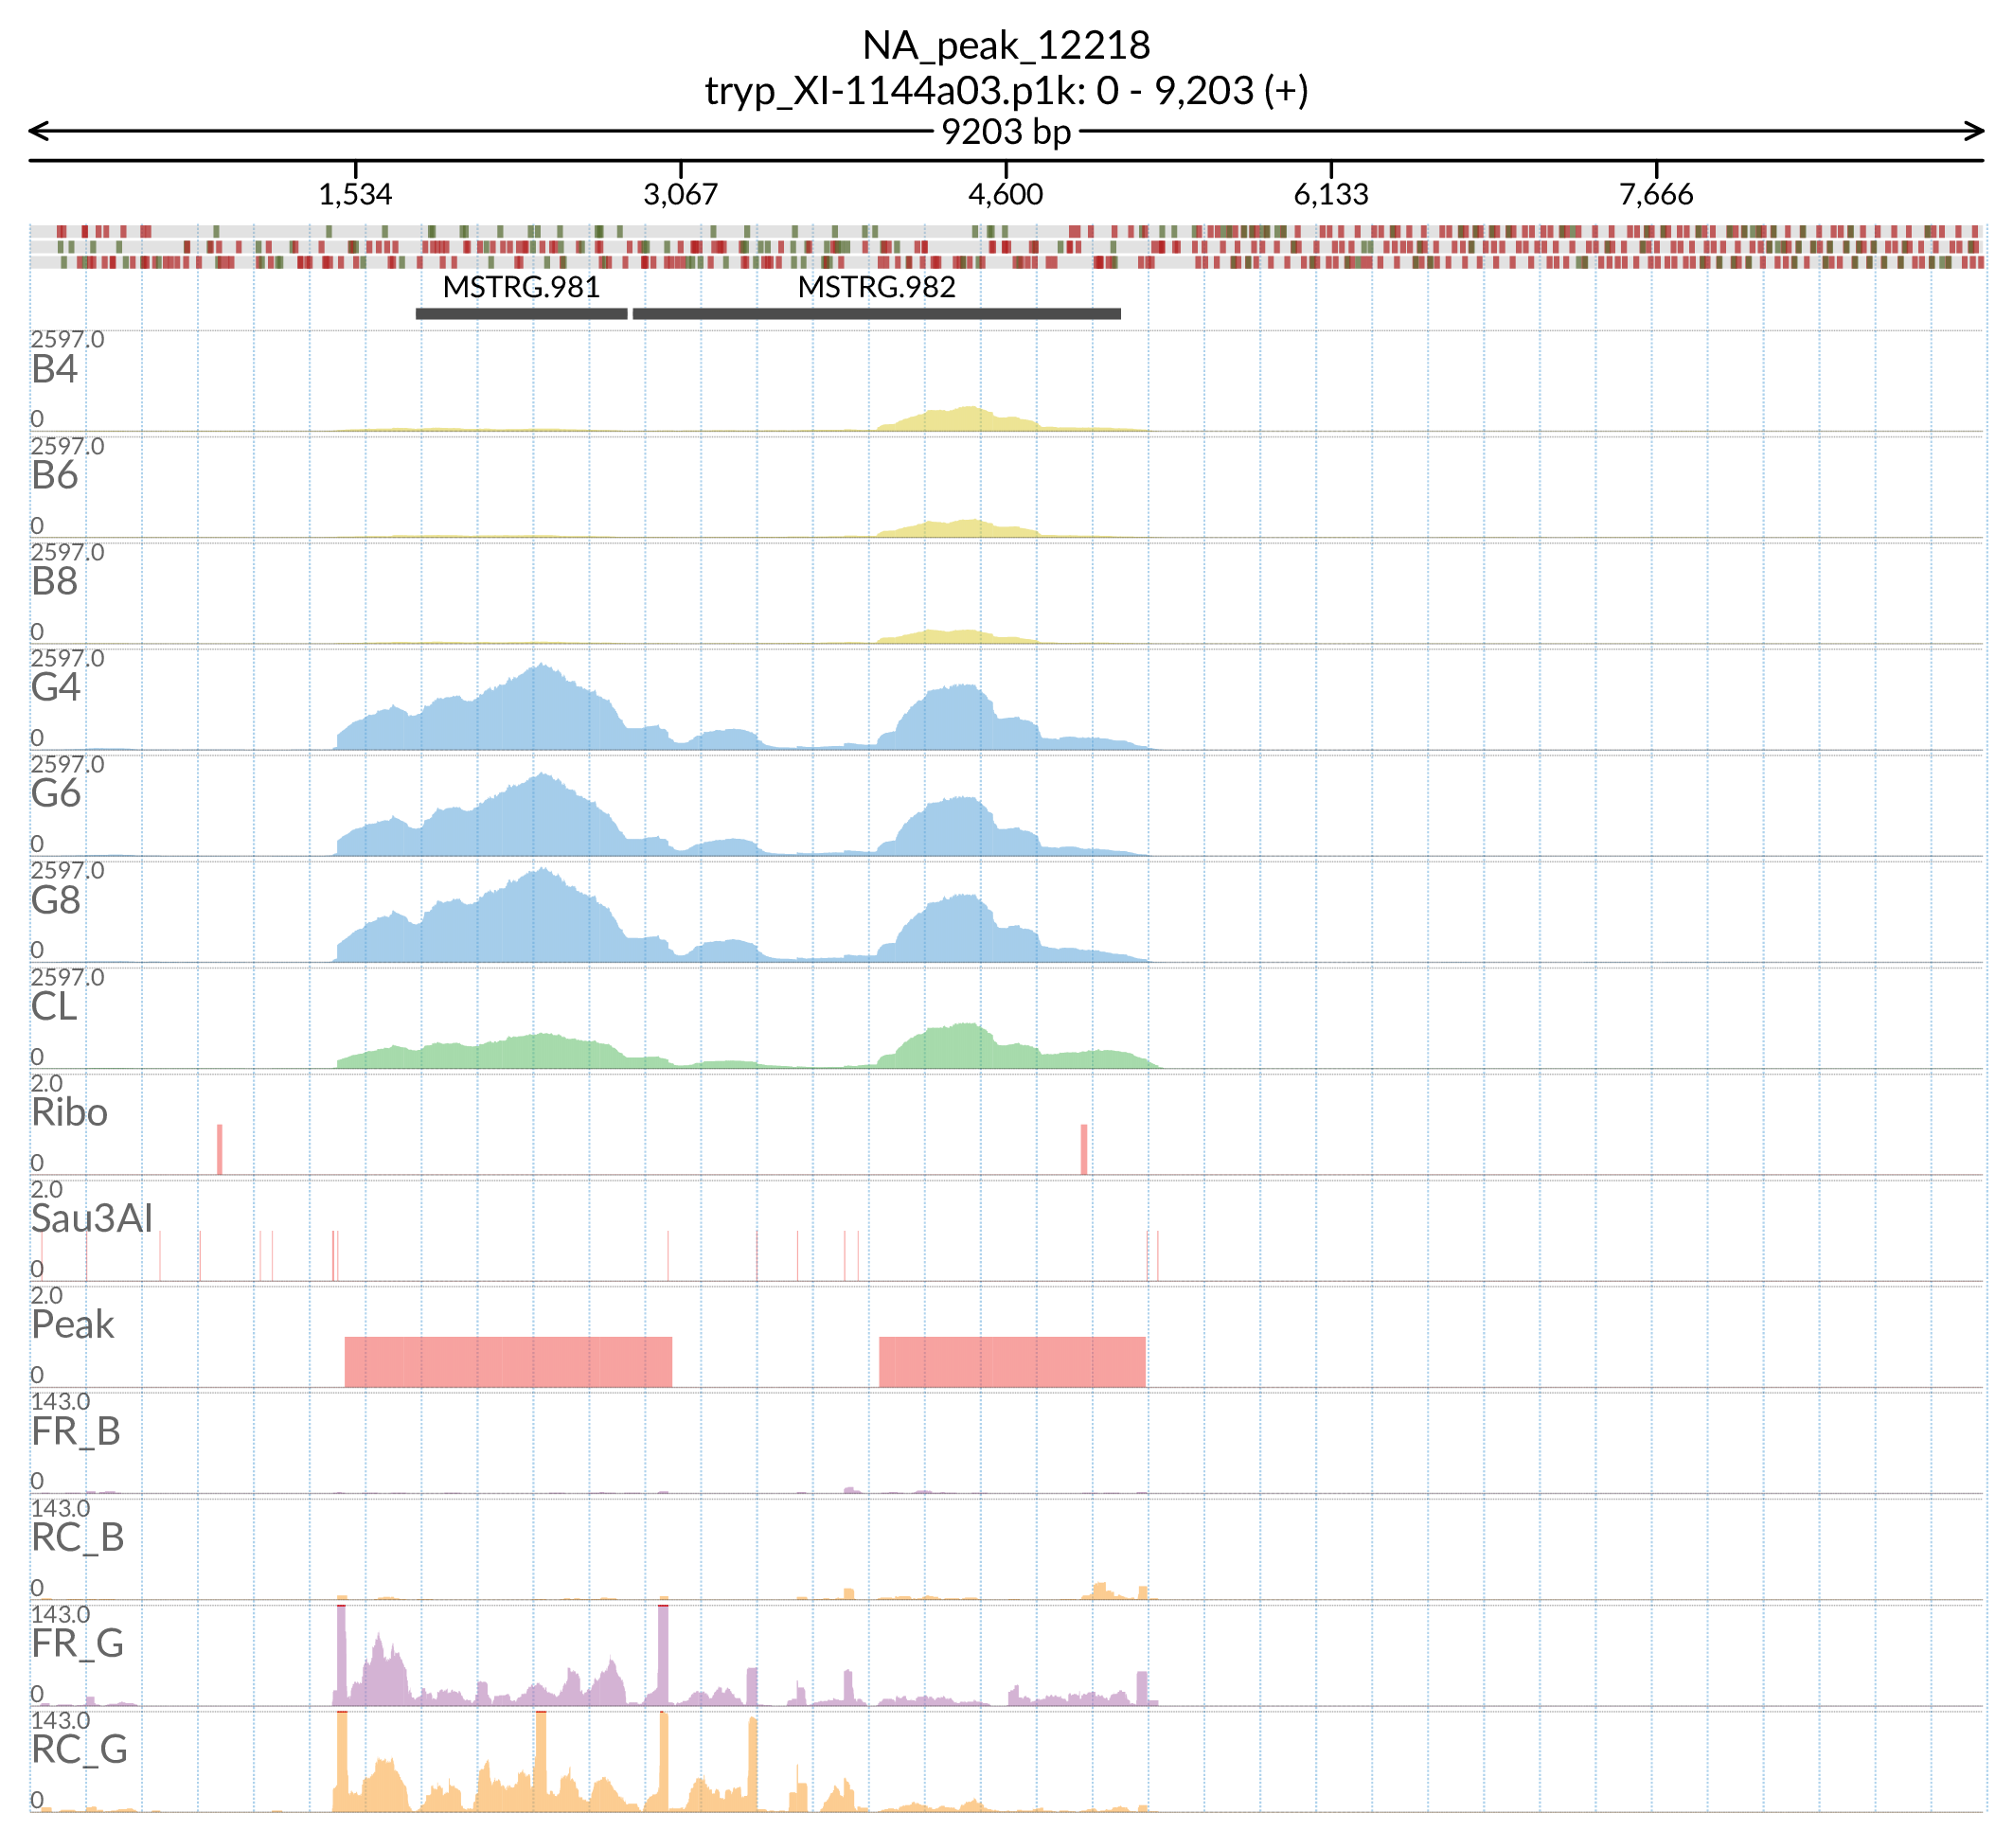 NA_peak_12218
tryp_XI-1144a03.p1k: 0 - 9,203 (+)
9203 bp
1,534 3,067 4,600 6,133 7,666
MSTRG.981 MSTRG.982
2597.0
B4
0
2597.0
B6
0
2597.0
B8
0
2597.0
G4
0
2597.0
G6
0
2597.0
G8
0
2597.0
CL
0
2.0
Ribo
0
2.0
Sau3AI
0
2.0
Peak
0
143.0
FR_B
0
143.0
RC_B
0
143.0
FR_G
0
143.0
RC_G
0